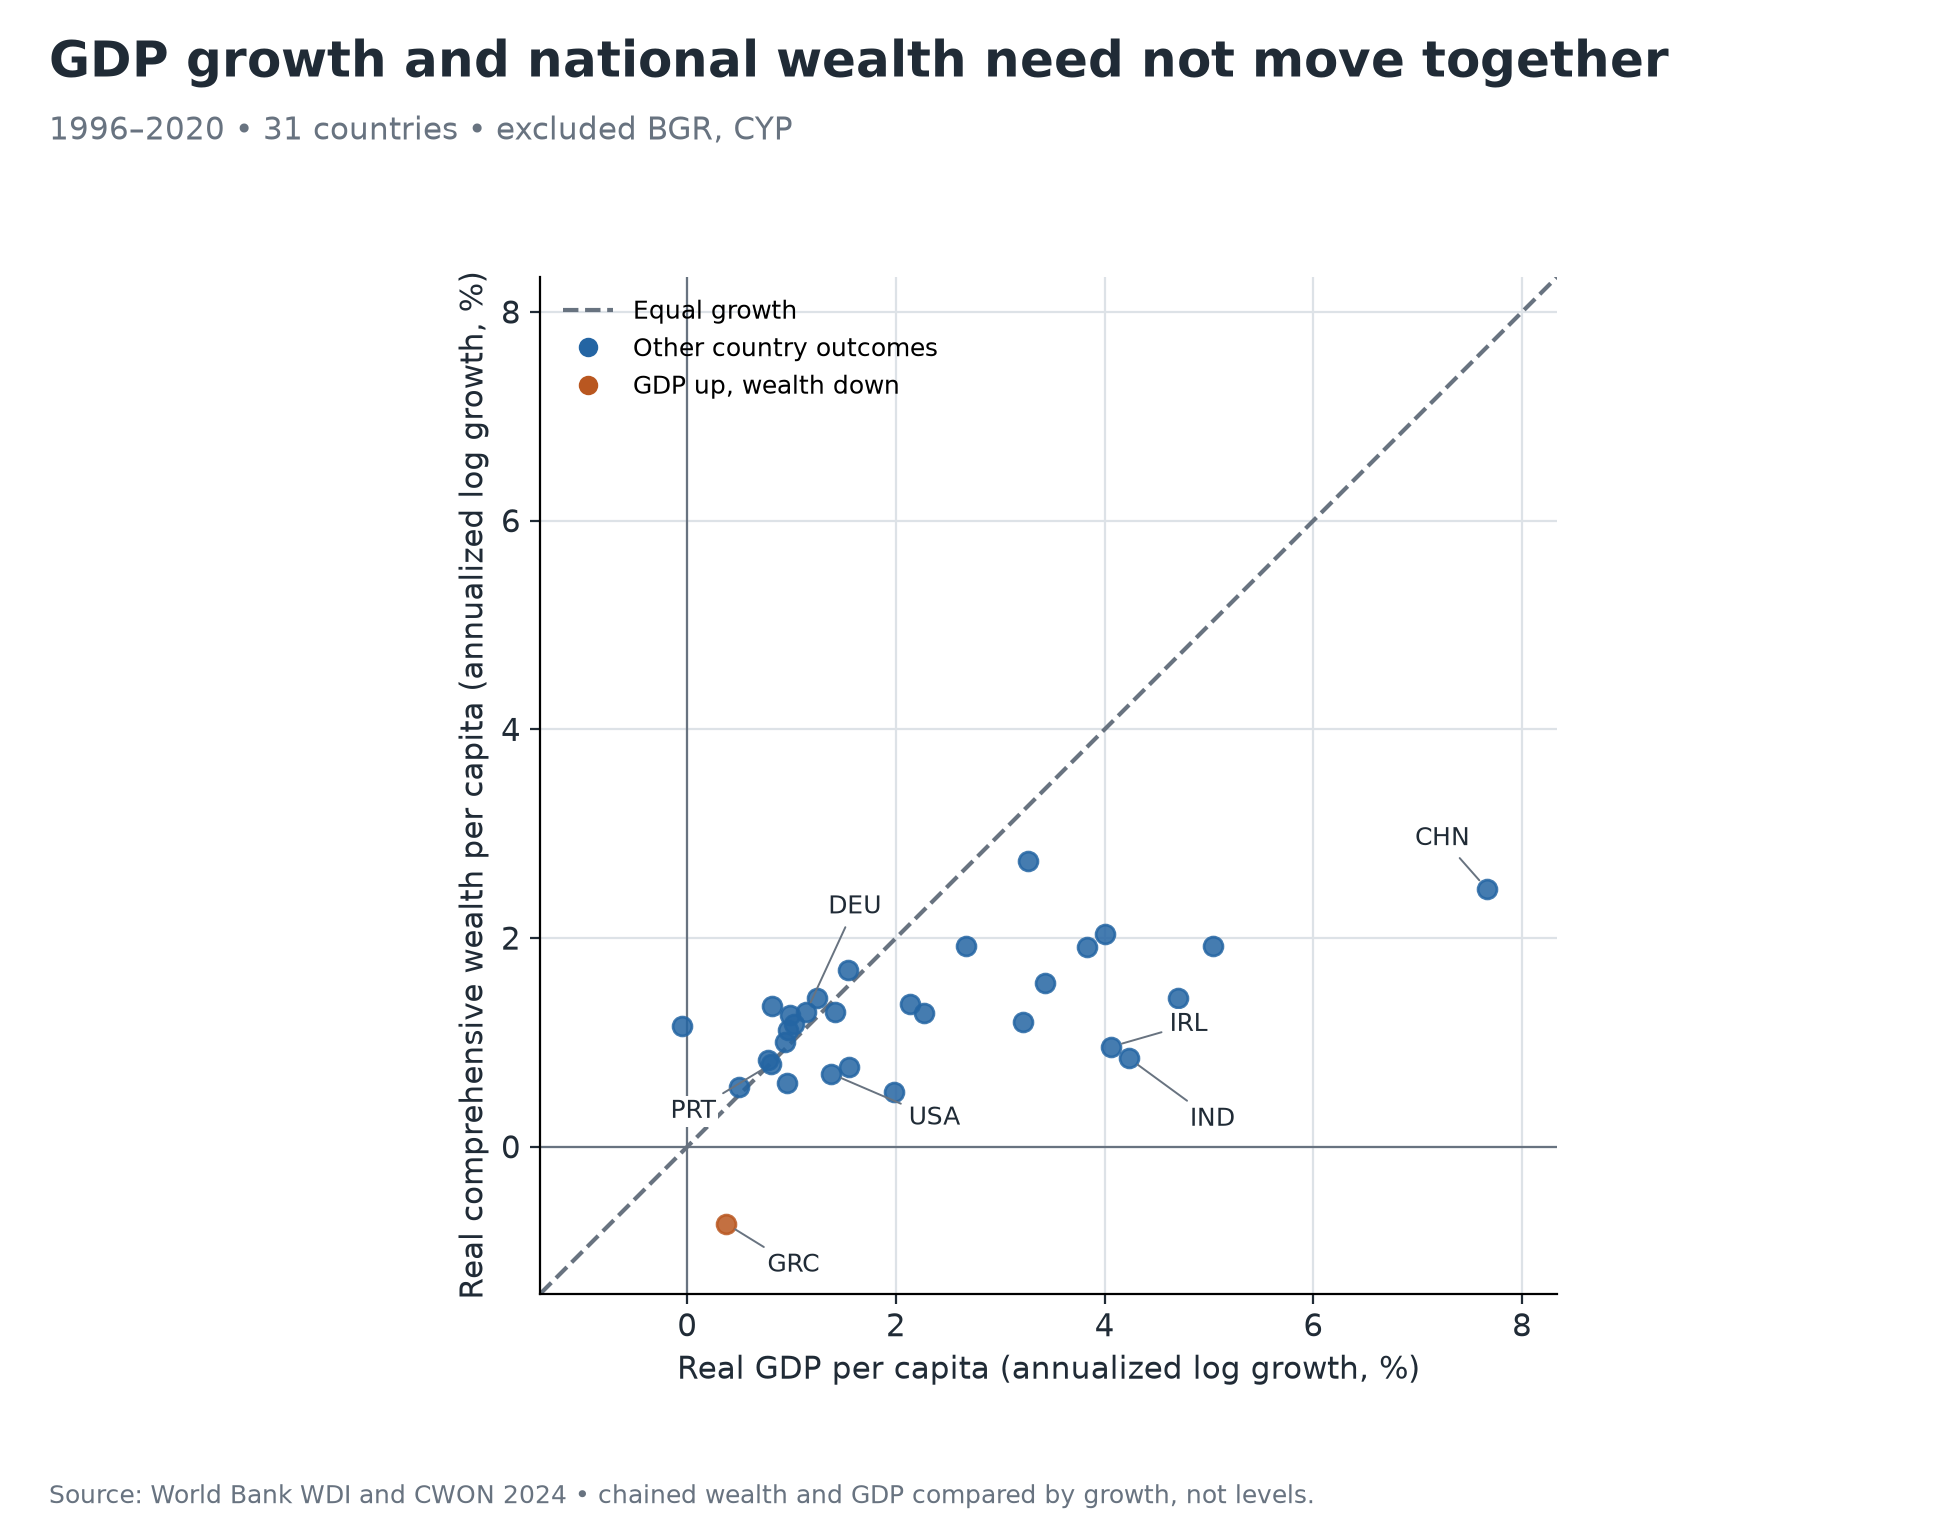 GDP growth and national wealth need not move together
1996–2020 • 31 countries • excluded BGR, CYP
Real comprehensive wealth per capita (annualized log growth, %)
8
6
4
2
0
Equal growth
Other country outcomes
GDP up, wealth down
CHN
DEU
IRL
IND
PRT
USA
GRC
0 2 4 6 8
Real GDP per capita (annualized log growth, %)
Source: World Bank WDI and CWON 2024 • chained wealth and GDP compared by growth, not levels.